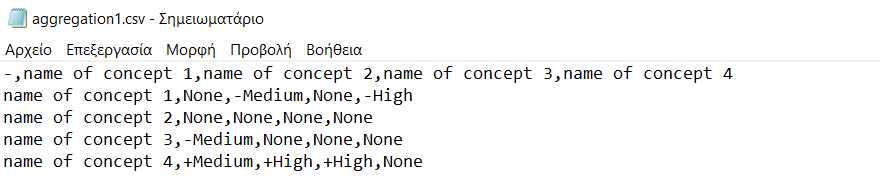 aggregation1.csv - Σημειωματάριο
Αρχείο Επεξεργασία Μορφή Προβολή Βοήθεια
-,name of concept 1,name of concept 2,name of concept 3,name of concept 4
name of concept 1,None,-Medium,None,-High
name of concept 2,None,None,None,None
name of concept 3,-Medium,None,None,None
name of concept 4,+Medium,+High,+High,None